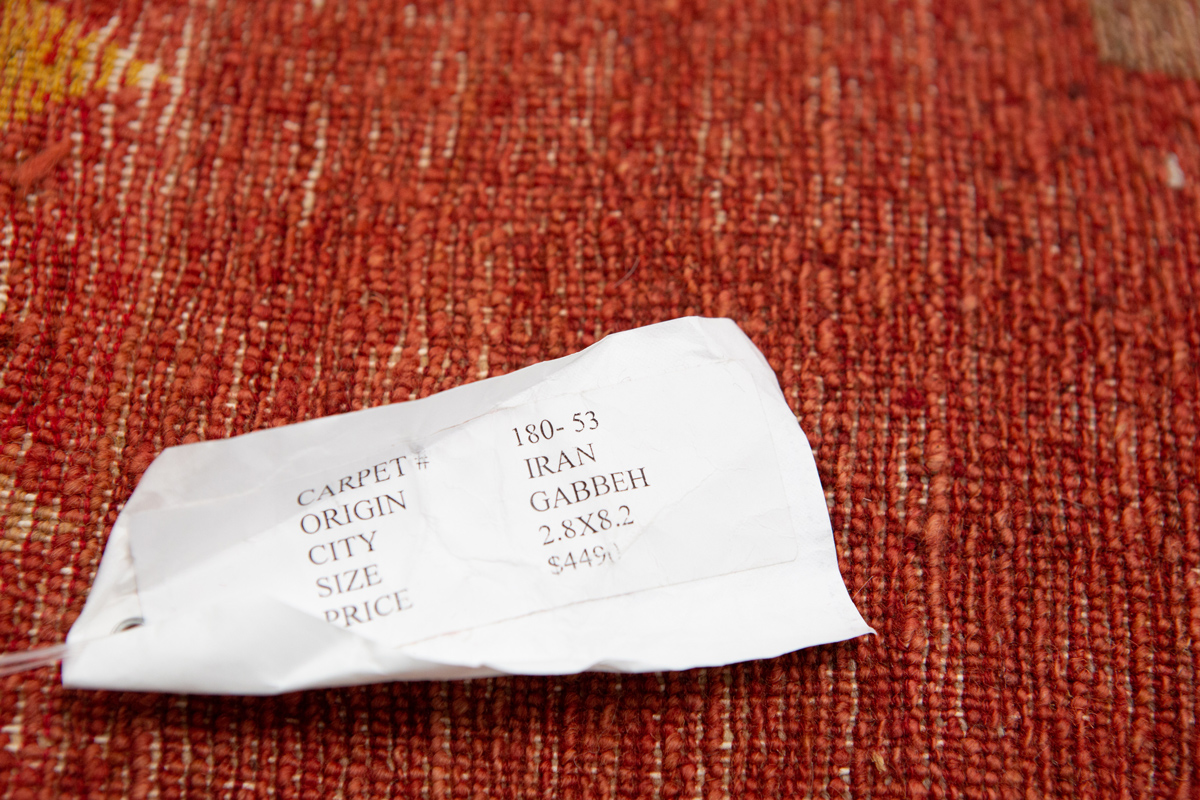 CARPET # 180- 53
ORIGIN IRAN
CITY GABBEH
SIZE 2.8X8.2
PRICE $4490